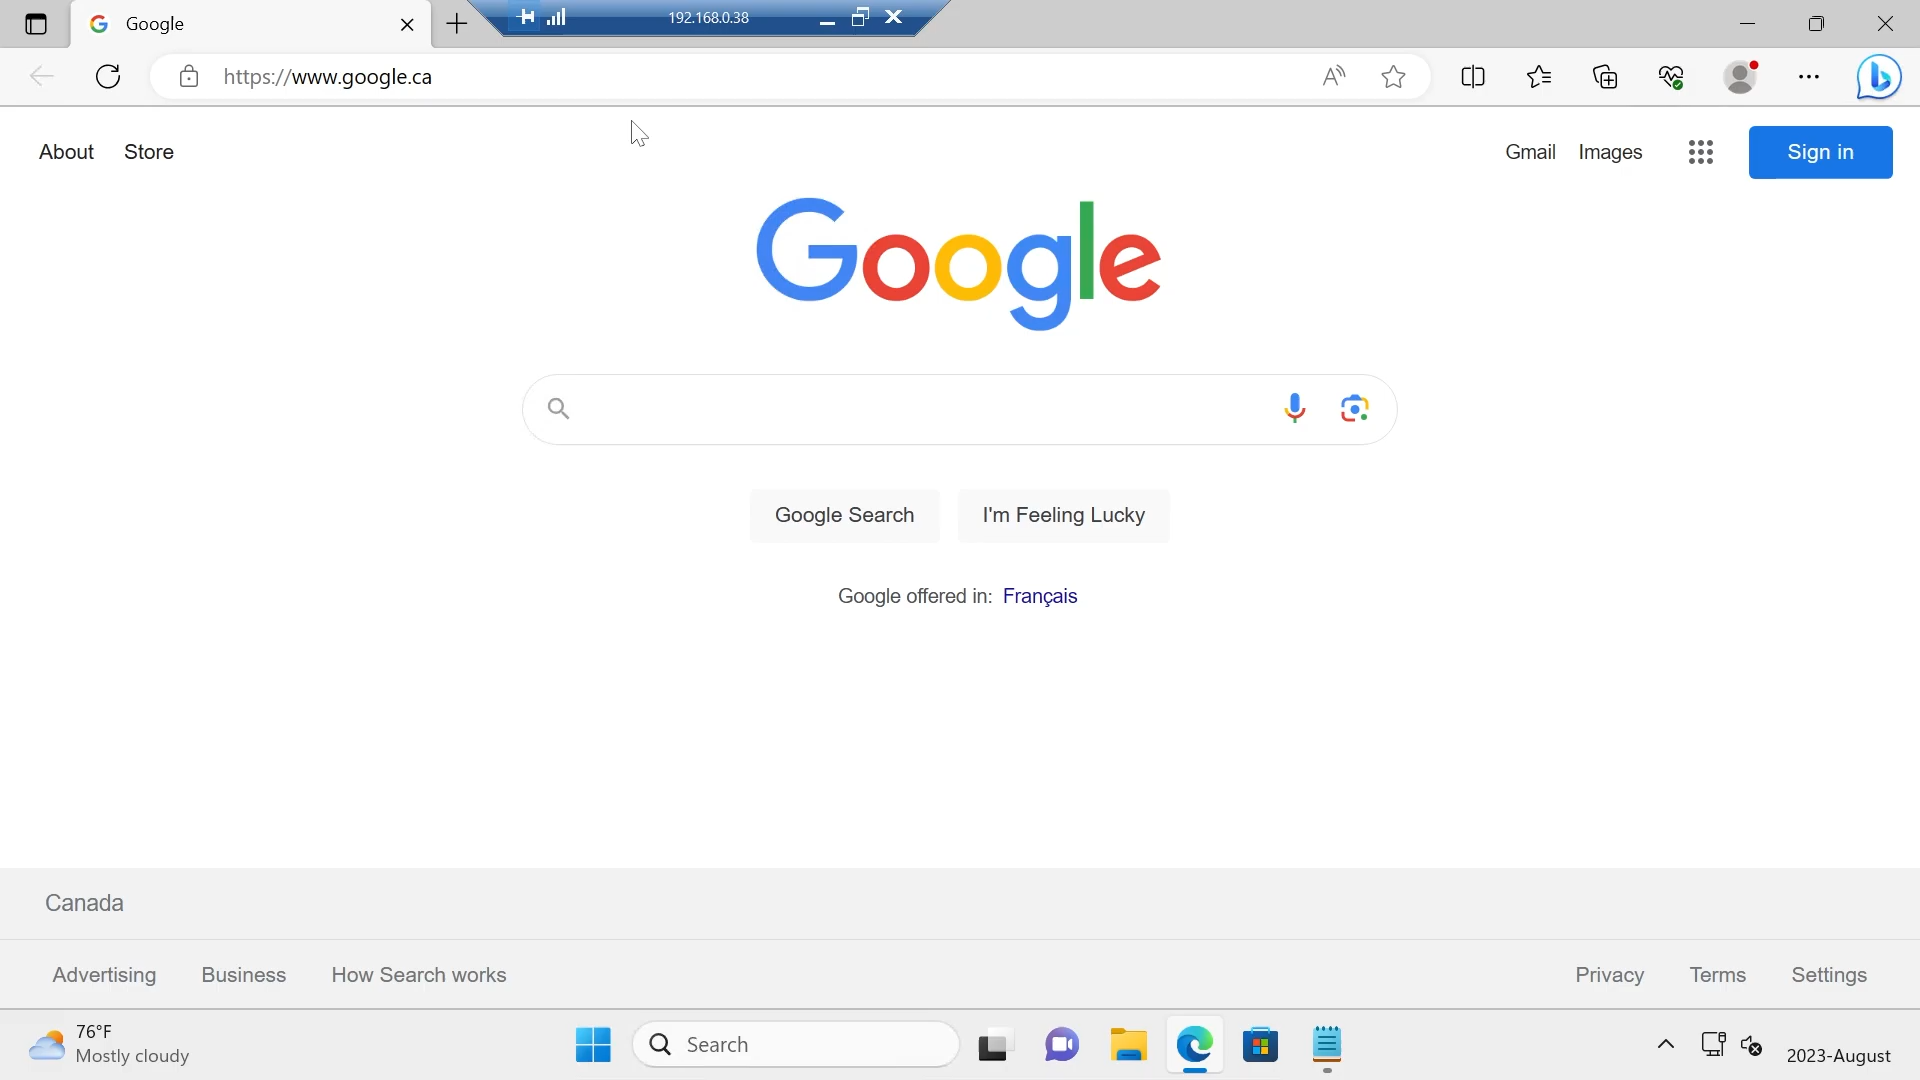 Google
192.168.0.38
https://www.google.ca
About Store
Gmail Images Sign in
Google
Google Search I'm Feeling Lucky
Google offered in: Français
Canada
Advertising Business How Search works
Privacy Terms Settings
76°F
Mostly cloudy
Search
2023-August